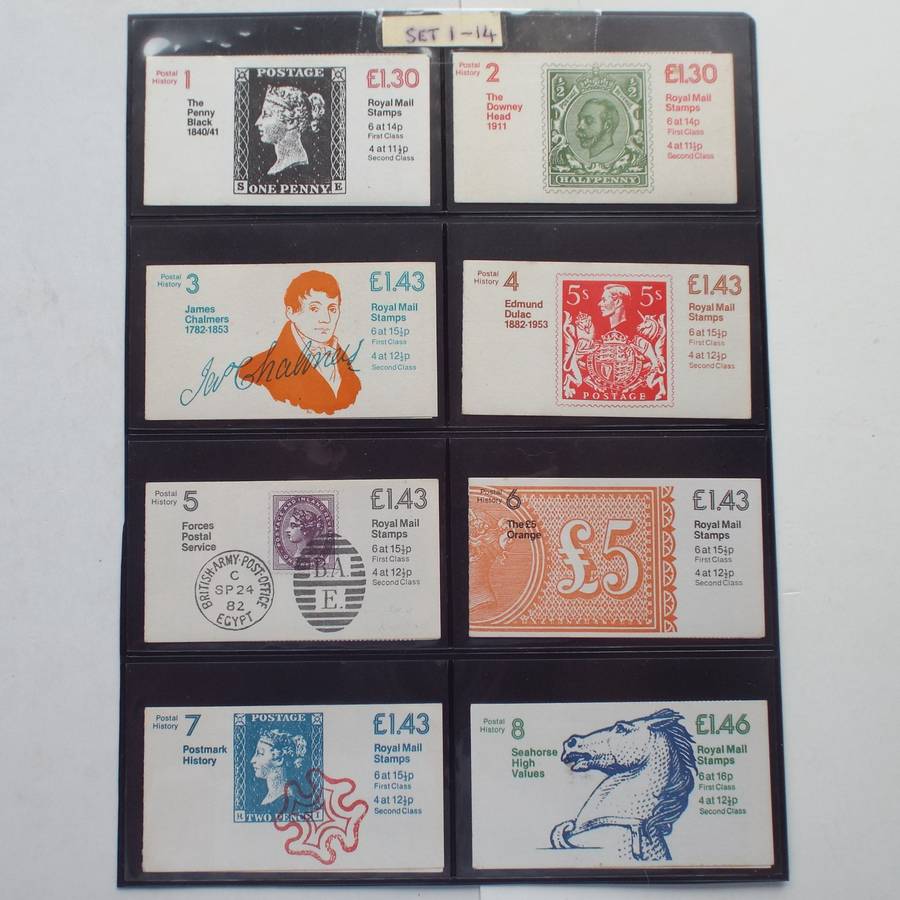 SET 1-14
Postal
History
1
£1.30
The
Penny
Black
1840/41
POSTAGE
S ONE PENNY E
Royal Mail
Stamps
6 at 14p
First Class
4 at 11½p
Second Class
Postal
History
2
£1.30
The
Downey
Head
1911
½ ½
HALFPENNY
Royal Mail
Stamps
6 at 14p
First Class
4 at 11½p
Second Class
Postal
History
3
£1.43
James
Chalmers
1782-1853
Jas Chalmers
Royal Mail
Stamps
6 at 15½p
First Class
4 at 12½p
Second Class
Postal
History
4
£1.43
Edmund
Dulac
1882-1953
5s 5s
POSTAGE
Royal Mail
Stamps
6 at 15½p
First Class
4 at 12½p
Second Class
Postal
History
5
£1.43
Forces
Postal
Service
BRITISH·ARMY·POST·OFFICE
C
SP 24
82
EGYPT
POSTAGE AND INLAND REVENUE
B.A.
E.
Royal Mail
Stamps
6 at 15½p
First Class
4 at 12½p
Second Class
Postal
History
6
£1.43
The £5
Orange
£5
Royal Mail
Stamps
6 at 15½p
First Class
4 at 12½p
Second Class
Postal
History
7
£1.43
Postmark
History
POSTAGE
H TWO PENCE I
Royal Mail
Stamps
6 at 15½p
First Class
4 at 12½p
Second Class
Postal
History
8
£1.46
Seahorse
High
Values
Royal Mail
Stamps
6 at 16p
First Class
4 at 12½p
Second Class